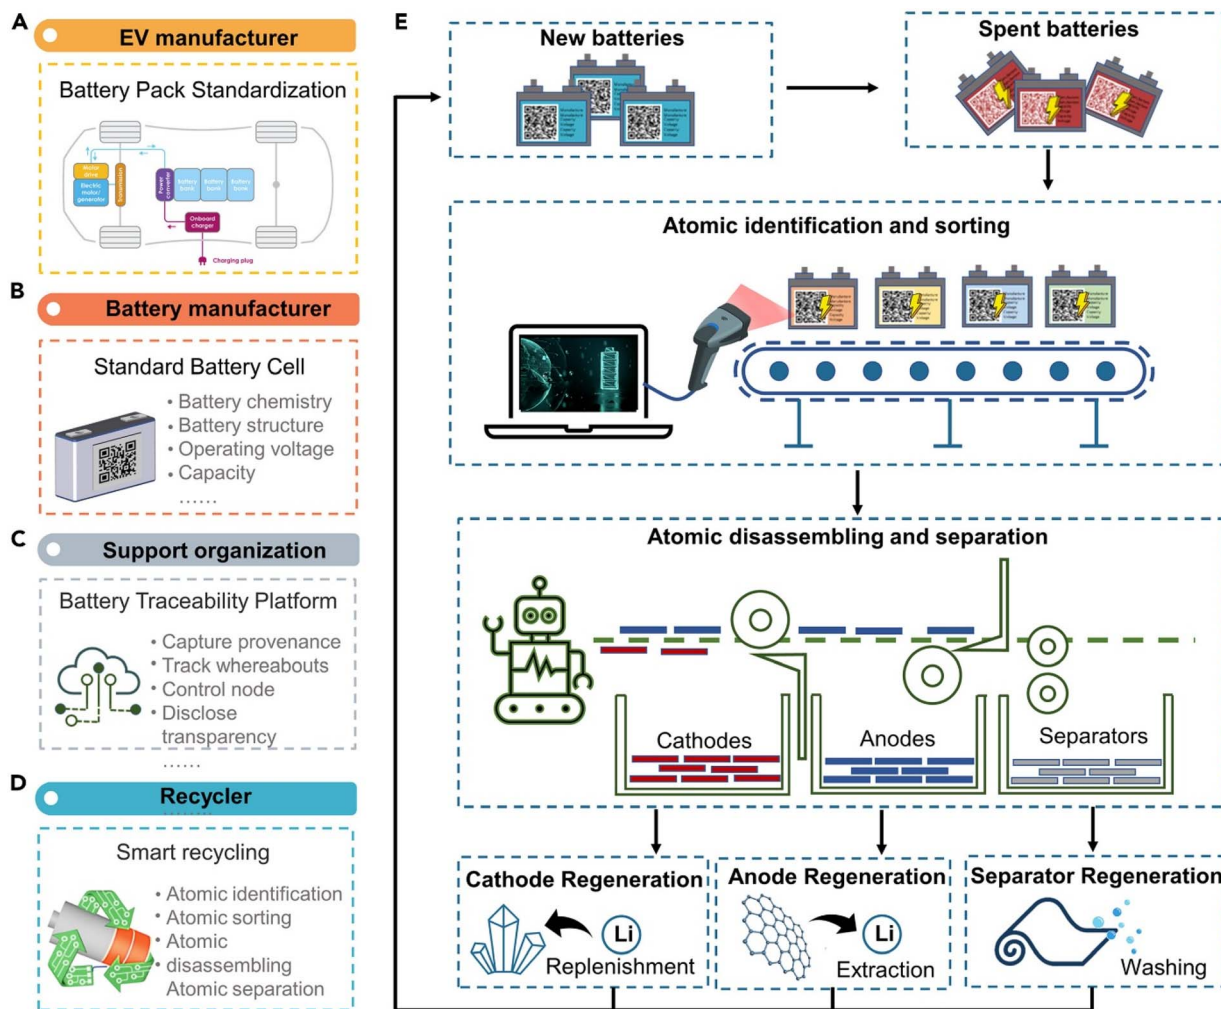 A
EV manufacturer
Battery Pack Standardization
Motor
drive
Electric
motor/
generator
Transmission
Power
converter
Battery
bank
Battery
bank
Battery
bank
Onboard
charger
Charging plug
B
Battery manufacturer
Standard Battery Cell
• Battery chemistry
• Battery structure
• Operating voltage
• Capacity
......
C
Support organization
Battery Traceability Platform
• Capture provenance
• Track whereabouts
• Control node
• Disclose
transparency
......
D
Recycler
........
Smart recycling
• Atomic identification
• Atomic sorting
• Atomic
• disassembling
Atomic separation
E
New batteries
Spent batteries
Atomic identification and sorting
Atomic disassembling and separation
Cathodes
Anodes
Separators
Cathode Regeneration
Li
Replenishment
Anode Regeneration
Li
Extraction
Separator Regeneration
Washing